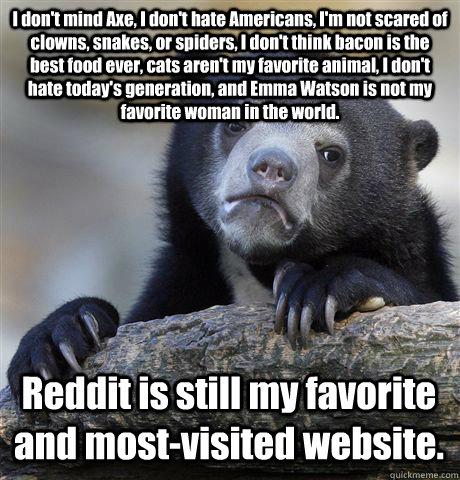 I don't mind Axe, I don't hate Americans, I'm not scared of
clowns, snakes, or spiders, I don't think bacon is the
best food ever, cats aren't my favorite animal, I don't
hate today's generation, and Emma Watson is not my
favorite woman in the world.
Reddit is still my favorite
and most-visited website.
quickmeme.com